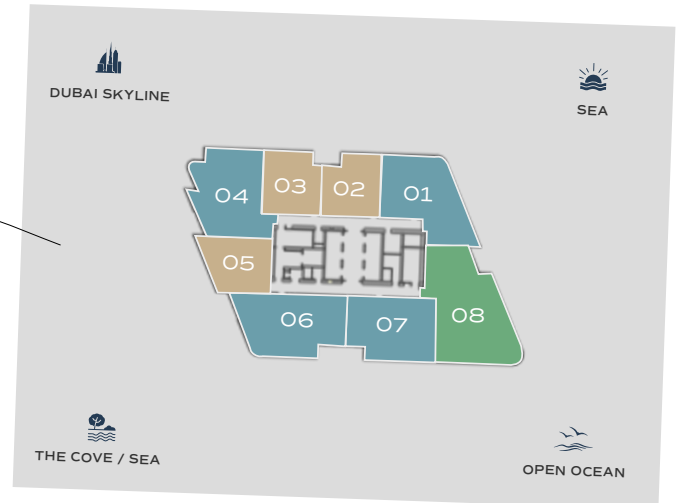 DUBAI SKYLINE
SEA
04
03
02
01
05
06
07
08
THE COVE / SEA
OPEN OCEAN